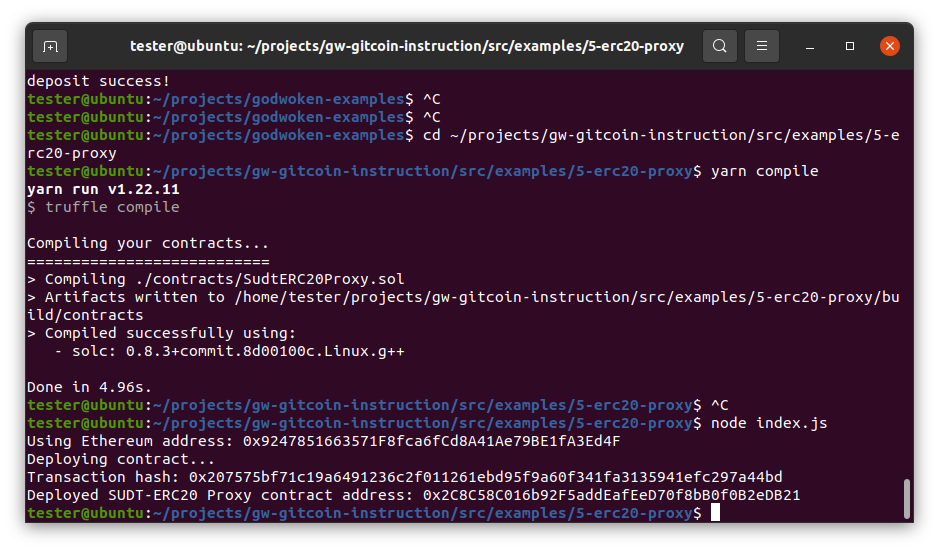 tester@ubuntu: ~/projects/gw-gitcoin-instruction/src/examples/5-erc20-proxy
deposit success!
tester@ubuntu:~/projects/godwoken-examples$ ^C
tester@ubuntu:~/projects/godwoken-examples$ ^C
tester@ubuntu:~/projects/godwoken-examples$ cd ~/projects/gw-gitcoin-instruction/src/examples/5-e
rc20-proxy
tester@ubuntu:~/projects/gw-gitcoin-instruction/src/examples/5-erc20-proxy$ yarn compile
yarn run v1.22.11
$ truffle compile
Compiling your contracts...
===========================
> Compiling ./contracts/SudtERC20Proxy.sol
> Artifacts written to /home/tester/projects/gw-gitcoin-instruction/src/examples/5-erc20-proxy/bu
ild/contracts
> Compiled successfully using:
   - solc: 0.8.3+commit.8d00100c.Linux.g++
Done in 4.96s.
tester@ubuntu:~/projects/gw-gitcoin-instruction/src/examples/5-erc20-proxy$ ^C
tester@ubuntu:~/projects/gw-gitcoin-instruction/src/examples/5-erc20-proxy$ node index.js
Using Ethereum address: 0x9247851663571F8fca6fCd8A41Ae79BE1fA3Ed4F
Deploying contract...
Transaction hash: 0x207575bf71c19a6491236c2f011261ebd95f9a60f341fa3135941efc297a44bd
Deployed SUDT-ERC20 Proxy contract address: 0x2C8C58C016b92F5addEafEeD70f8bB0f0B2eDB21
tester@ubuntu:~/projects/gw-gitcoin-instruction/src/examples/5-erc20-proxy$